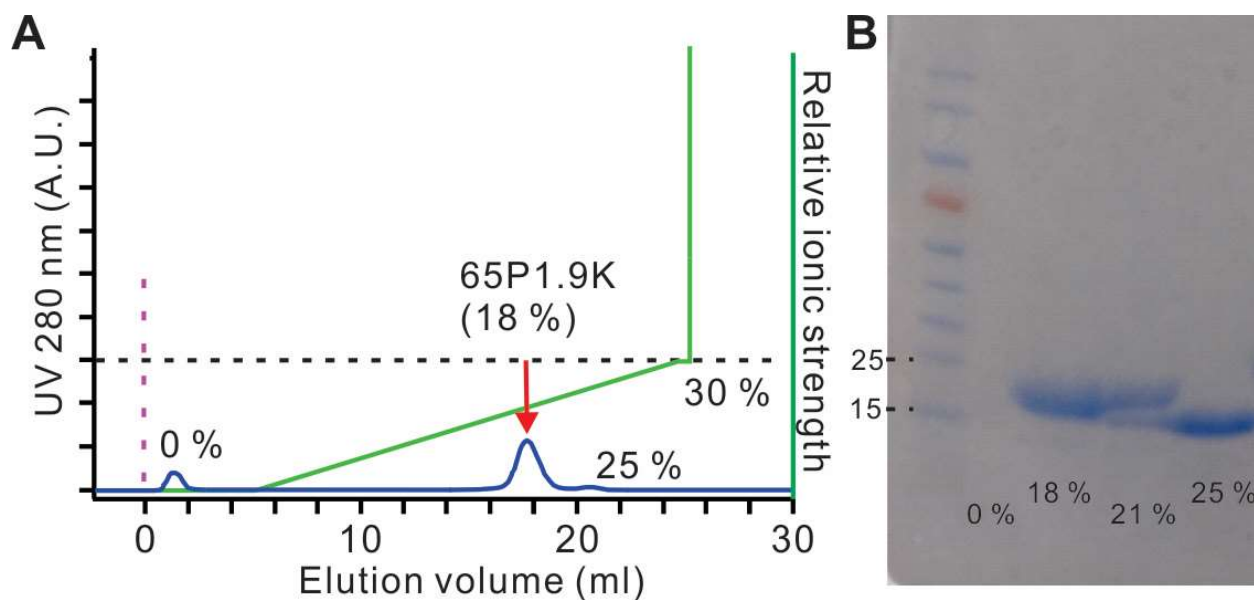 A
UV 280 nm (A.U.)
Relative ionic strength
65P1.9K
(18 %)
30 %
0 %
25 %
0
10
20
30
Elution volume (ml)
B
25
15
18 %
25 %
0 %
21 %